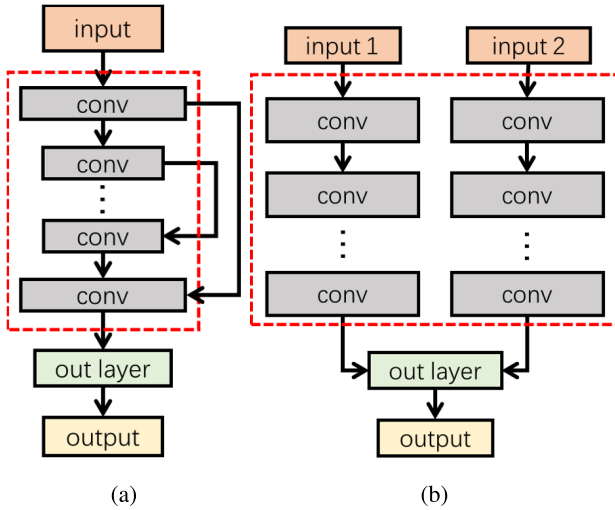 input
conv
conv
conv
conv
out layer
output
(a)
input 1
input 2
conv
conv
conv
conv
conv
conv
out layer
output
(b)